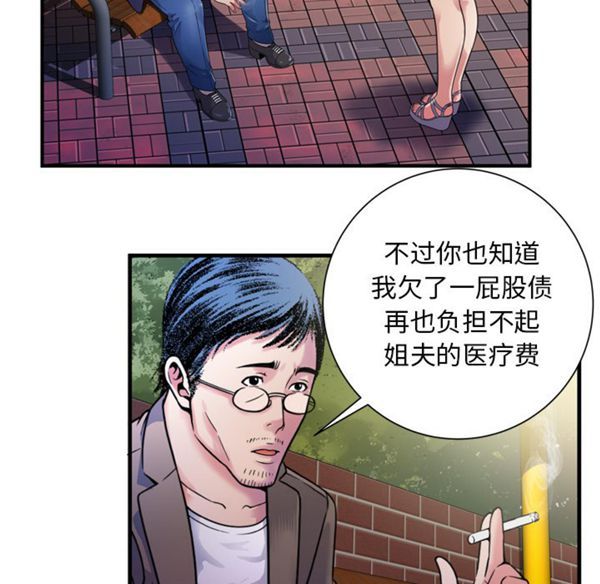 不过你也知道
我欠了一屁股债
再也负担不起
姐夫的医疗费